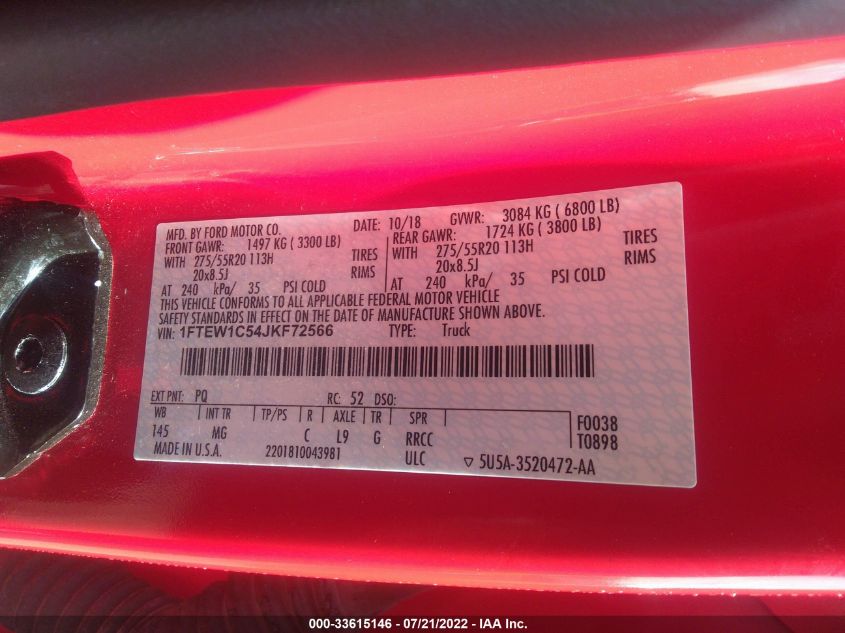 MFD. BY FORD MOTOR CO. DATE: 10/18 GVWR: 3084 KG ( 6800 LB)
FRONT GAWR: 1497 KG ( 3300 LB) REAR GAWR: 1724 KG ( 3800 LB)
WITH 275/55R20 113H TIRES WITH 275/55R20 113H TIRES
20x8.5J RIMS 20x8.5J RIMS
AT 240 kPa/ 35 PSI COLD AT 240 kPa/ 35 PSI COLD
THIS VEHICLE CONFORMS TO ALL APPLICABLE FEDERAL MOTOR VEHICLE
SAFETY STANDARDS IN EFFECT ON THE DATE OF MANUFACTURE SHOWN ABOVE.
VIN: 1FTEW1C54JKF72566 TYPE: Truck
EXT PNT: PQ RC: 52 DSO:
WB INT TR TP/PS R AXLE TR SPR F0038
145 MG C L9 G RRCC T0898
MADE IN U.S.A. 2201810043981 ULC ▽ 5U5A-3520472-AA
000-33615146 - 07/21/2022 - IAA Inc.